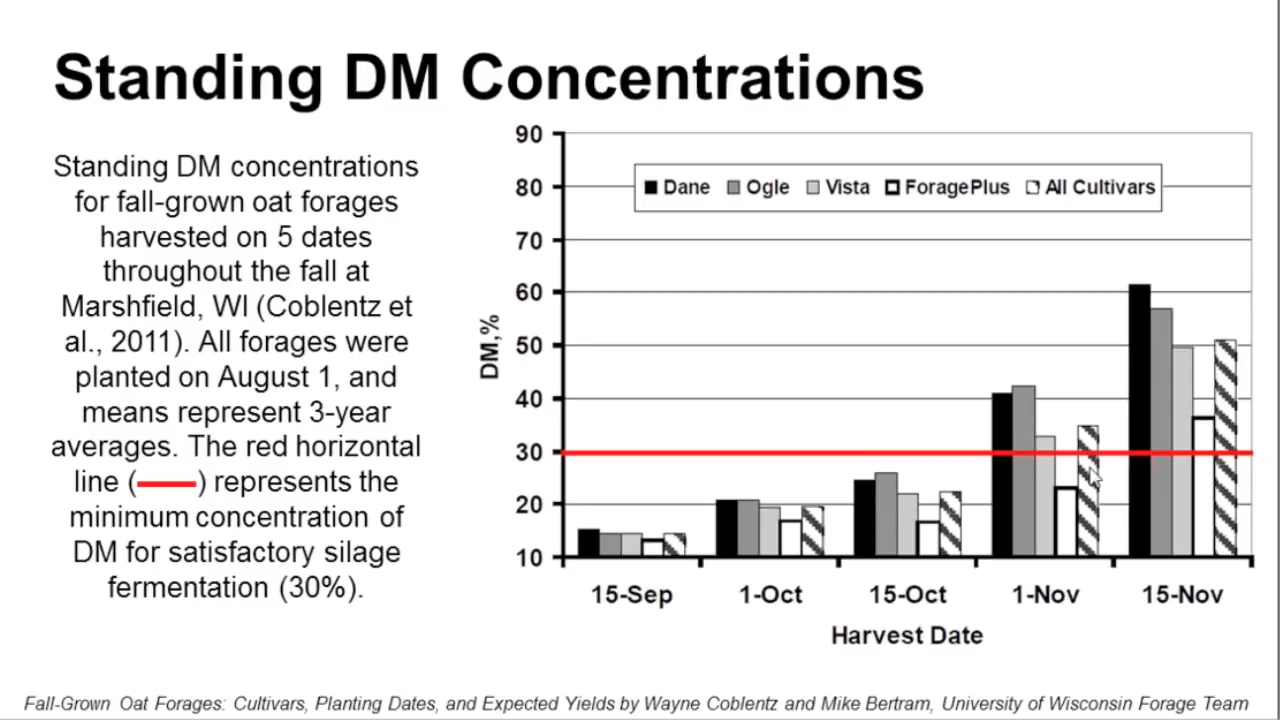 Standing DM Concentrations
Standing DM concentrations
for fall-grown oat forages
harvested on 5 dates
throughout the fall at
Marshfield, WI (Coblentz et
al., 2011). All forages were
planted on August 1, and
means represent 3-year
averages. The red horizontal
line ( ) represents the
minimum concentration of
DM for satisfactory silage
fermentation (30%).
Dane Ogle Vista ForagePlus All Cultivars
DM,%
90
80
70
60
50
40
30
20
10
15-Sep 1-Oct 15-Oct 1-Nov 15-Nov
Harvest Date
Fall-Grown Oat Forages: Cultivars, Planting Dates, and Expected Yields by Wayne Coblentz and Mike Bertram, University of Wisconsin Forage Team